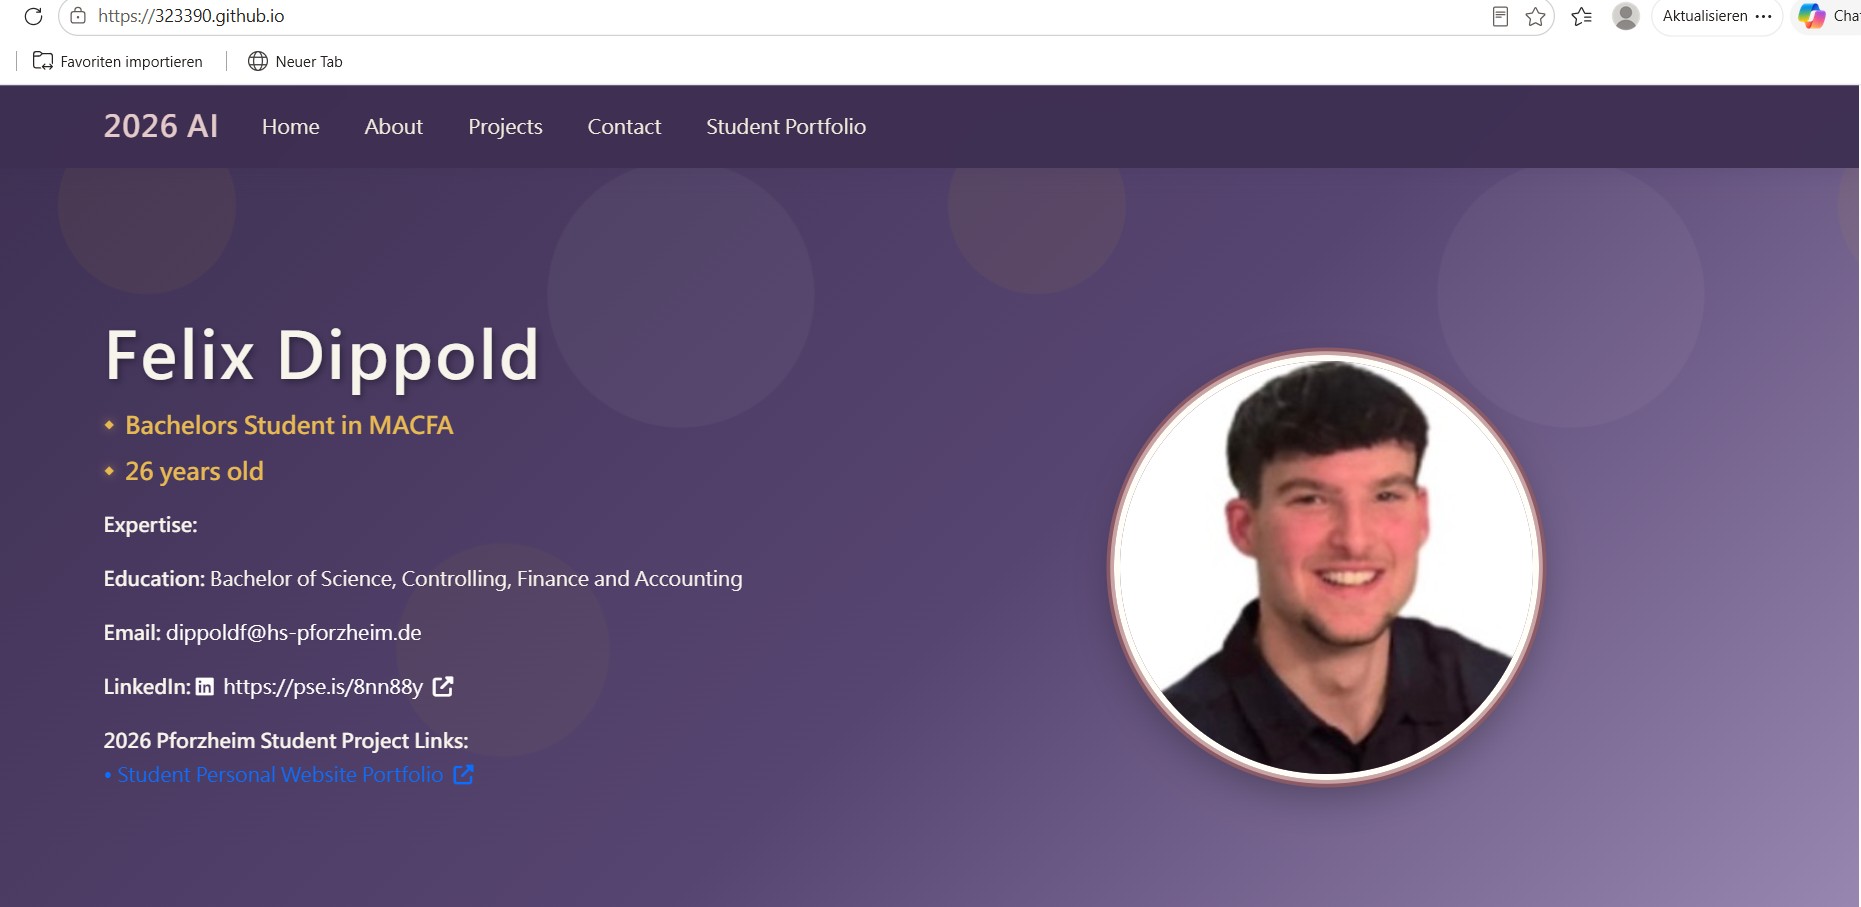 https://323390.github.io
Aktualisieren ...
Favoriten importieren
Neuer Tab
2026 AI Home About Projects Contact Student Portfolio
Felix Dippold
Bachelors Student in MACFA
26 years old
Expertise:
Education: Bachelor of Science, Controlling, Finance and Accounting
Email: dippoldf@hs-pforzheim.de
LinkedIn: in https://pse.is/8nn88y
2026 Pforzheim Student Project Links:
• Student Personal Website Portfolio